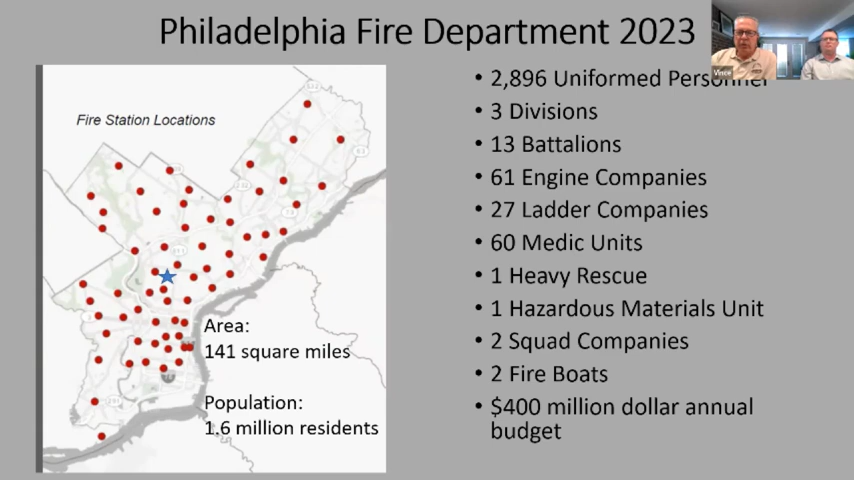 Philadelphia Fire Department 2023
Vince
Fire Station Locations
Area:
141 square miles
Population:
1.6 million residents
• 2,896 Uniformed Personnel
• 3 Divisions
• 13 Battalions
• 61 Engine Companies
• 27 Ladder Companies
• 60 Medic Units
• 1 Heavy Rescue
• 1 Hazardous Materials Unit
• 2 Squad Companies
• 2 Fire Boats
• $400 million dollar annual
budget